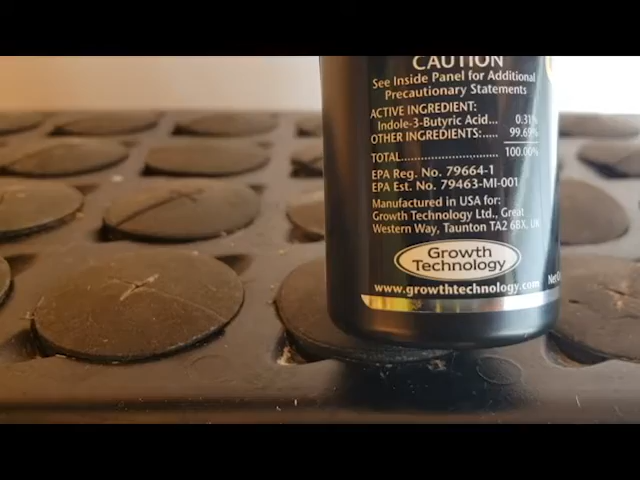 CAUTION
See Inside Panel for Additional
Precautionary Statements
ACTIVE INGREDIENT:
Indole-3-Butyric Acid... 0.31%
OTHER INGREDIENTS:..... 99.69%
TOTAL........................ 100.00%
EPA Reg. No. 79664-1
EPA Est. No. 79463-MI-001
Manufactured in USA for:
Growth Technology Ltd., Great
Western Way, Taunton TA2 6BX, UK
Growth
Technology
www.growthtechnology.com
Net